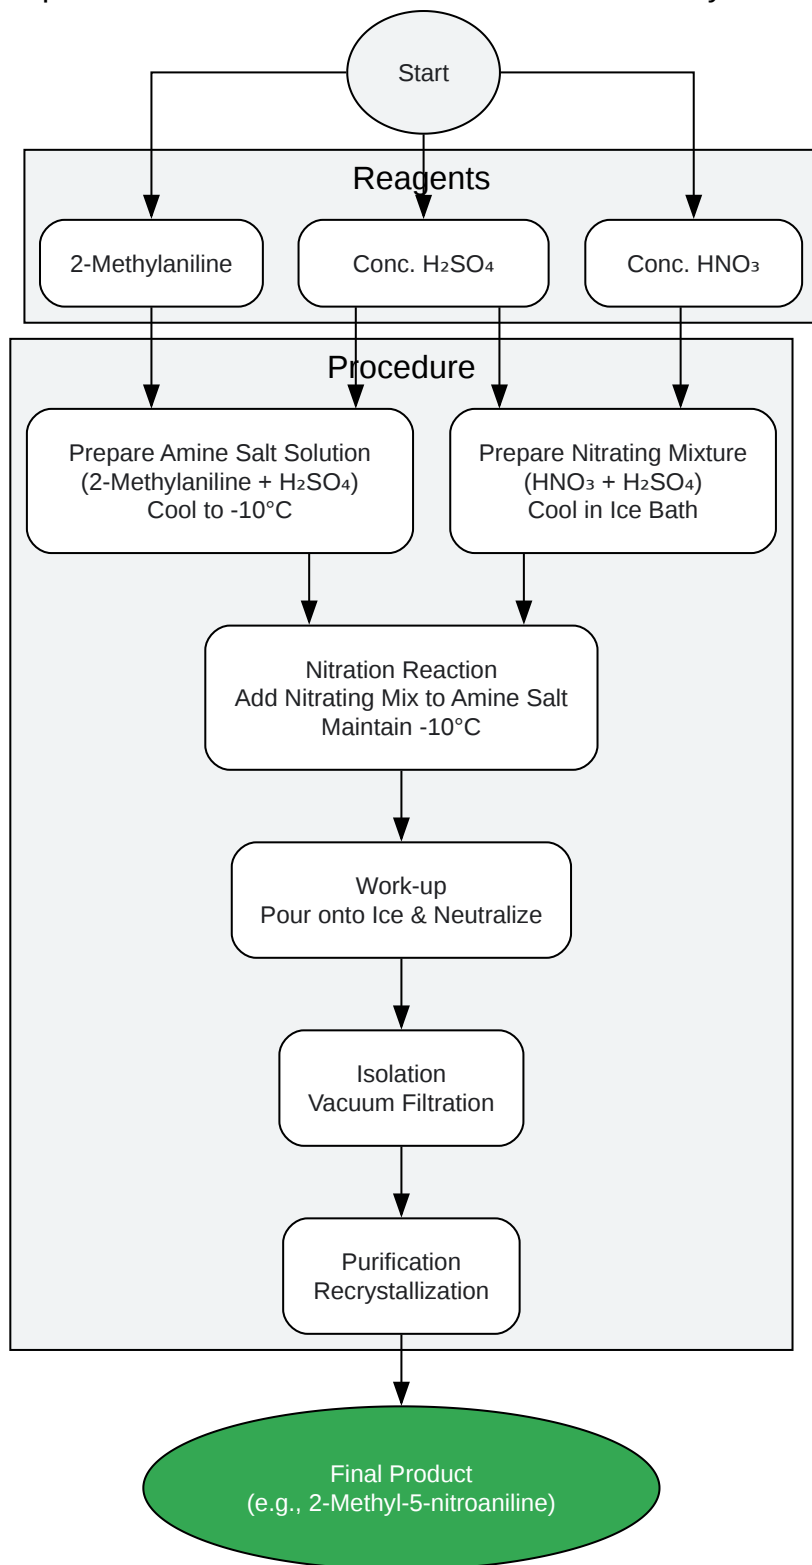 Start
Reagents
2-Methylaniline
Conc. H₂SO₄
Conc. HNO₃
Procedure
Prepare Amine Salt Solution
(2-Methylaniline + H₂SO₄)
Cool to -10°C
Prepare Nitrating Mixture
(HNO₃ + H₂SO₄)
Cool in Ice Bath
Nitration Reaction
Add Nitrating Mix to Amine Salt
Maintain -10°C
Work-up
Pour onto Ice & Neutralize
Isolation
Vacuum Filtration
Purification
Recrystallization
Final Product
(e.g., 2-Methyl-5-nitroaniline)